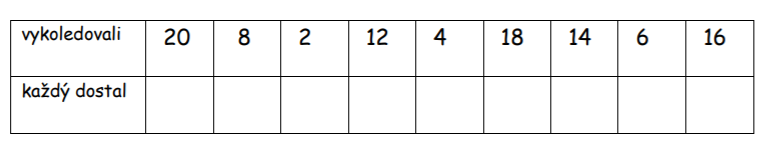 vykoledovali 20 8 2 12 4 18 14 6 16
každý dostal